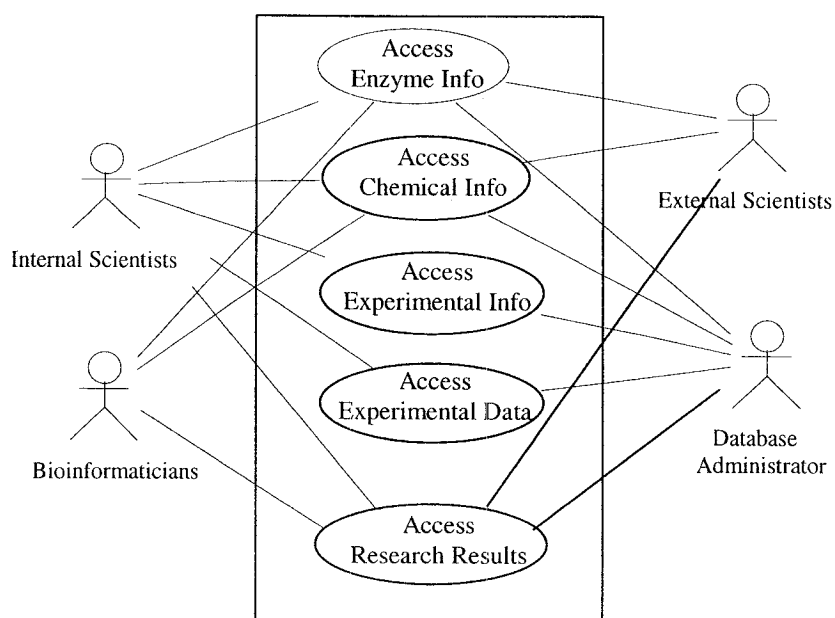 Access
Enzyme Info
Access
Chemical Info
Internal Scientists
External Scientists
Access
Experimental Info
Access
Experimental Data
Bioinformaticians
Database
Administrator
Access
Research Results